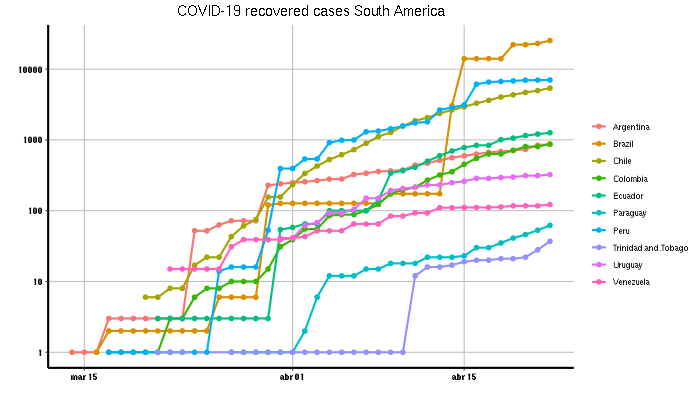 COVID-19 recovered cases South America
10000
1000
100
10
1
mar 15
abr 01
abr 15
Argentina
Brazil
Chile
Colombia
Ecuador
Paraguay
Peru
Trinidad.and.Tobago
Uruguay
Venezuela